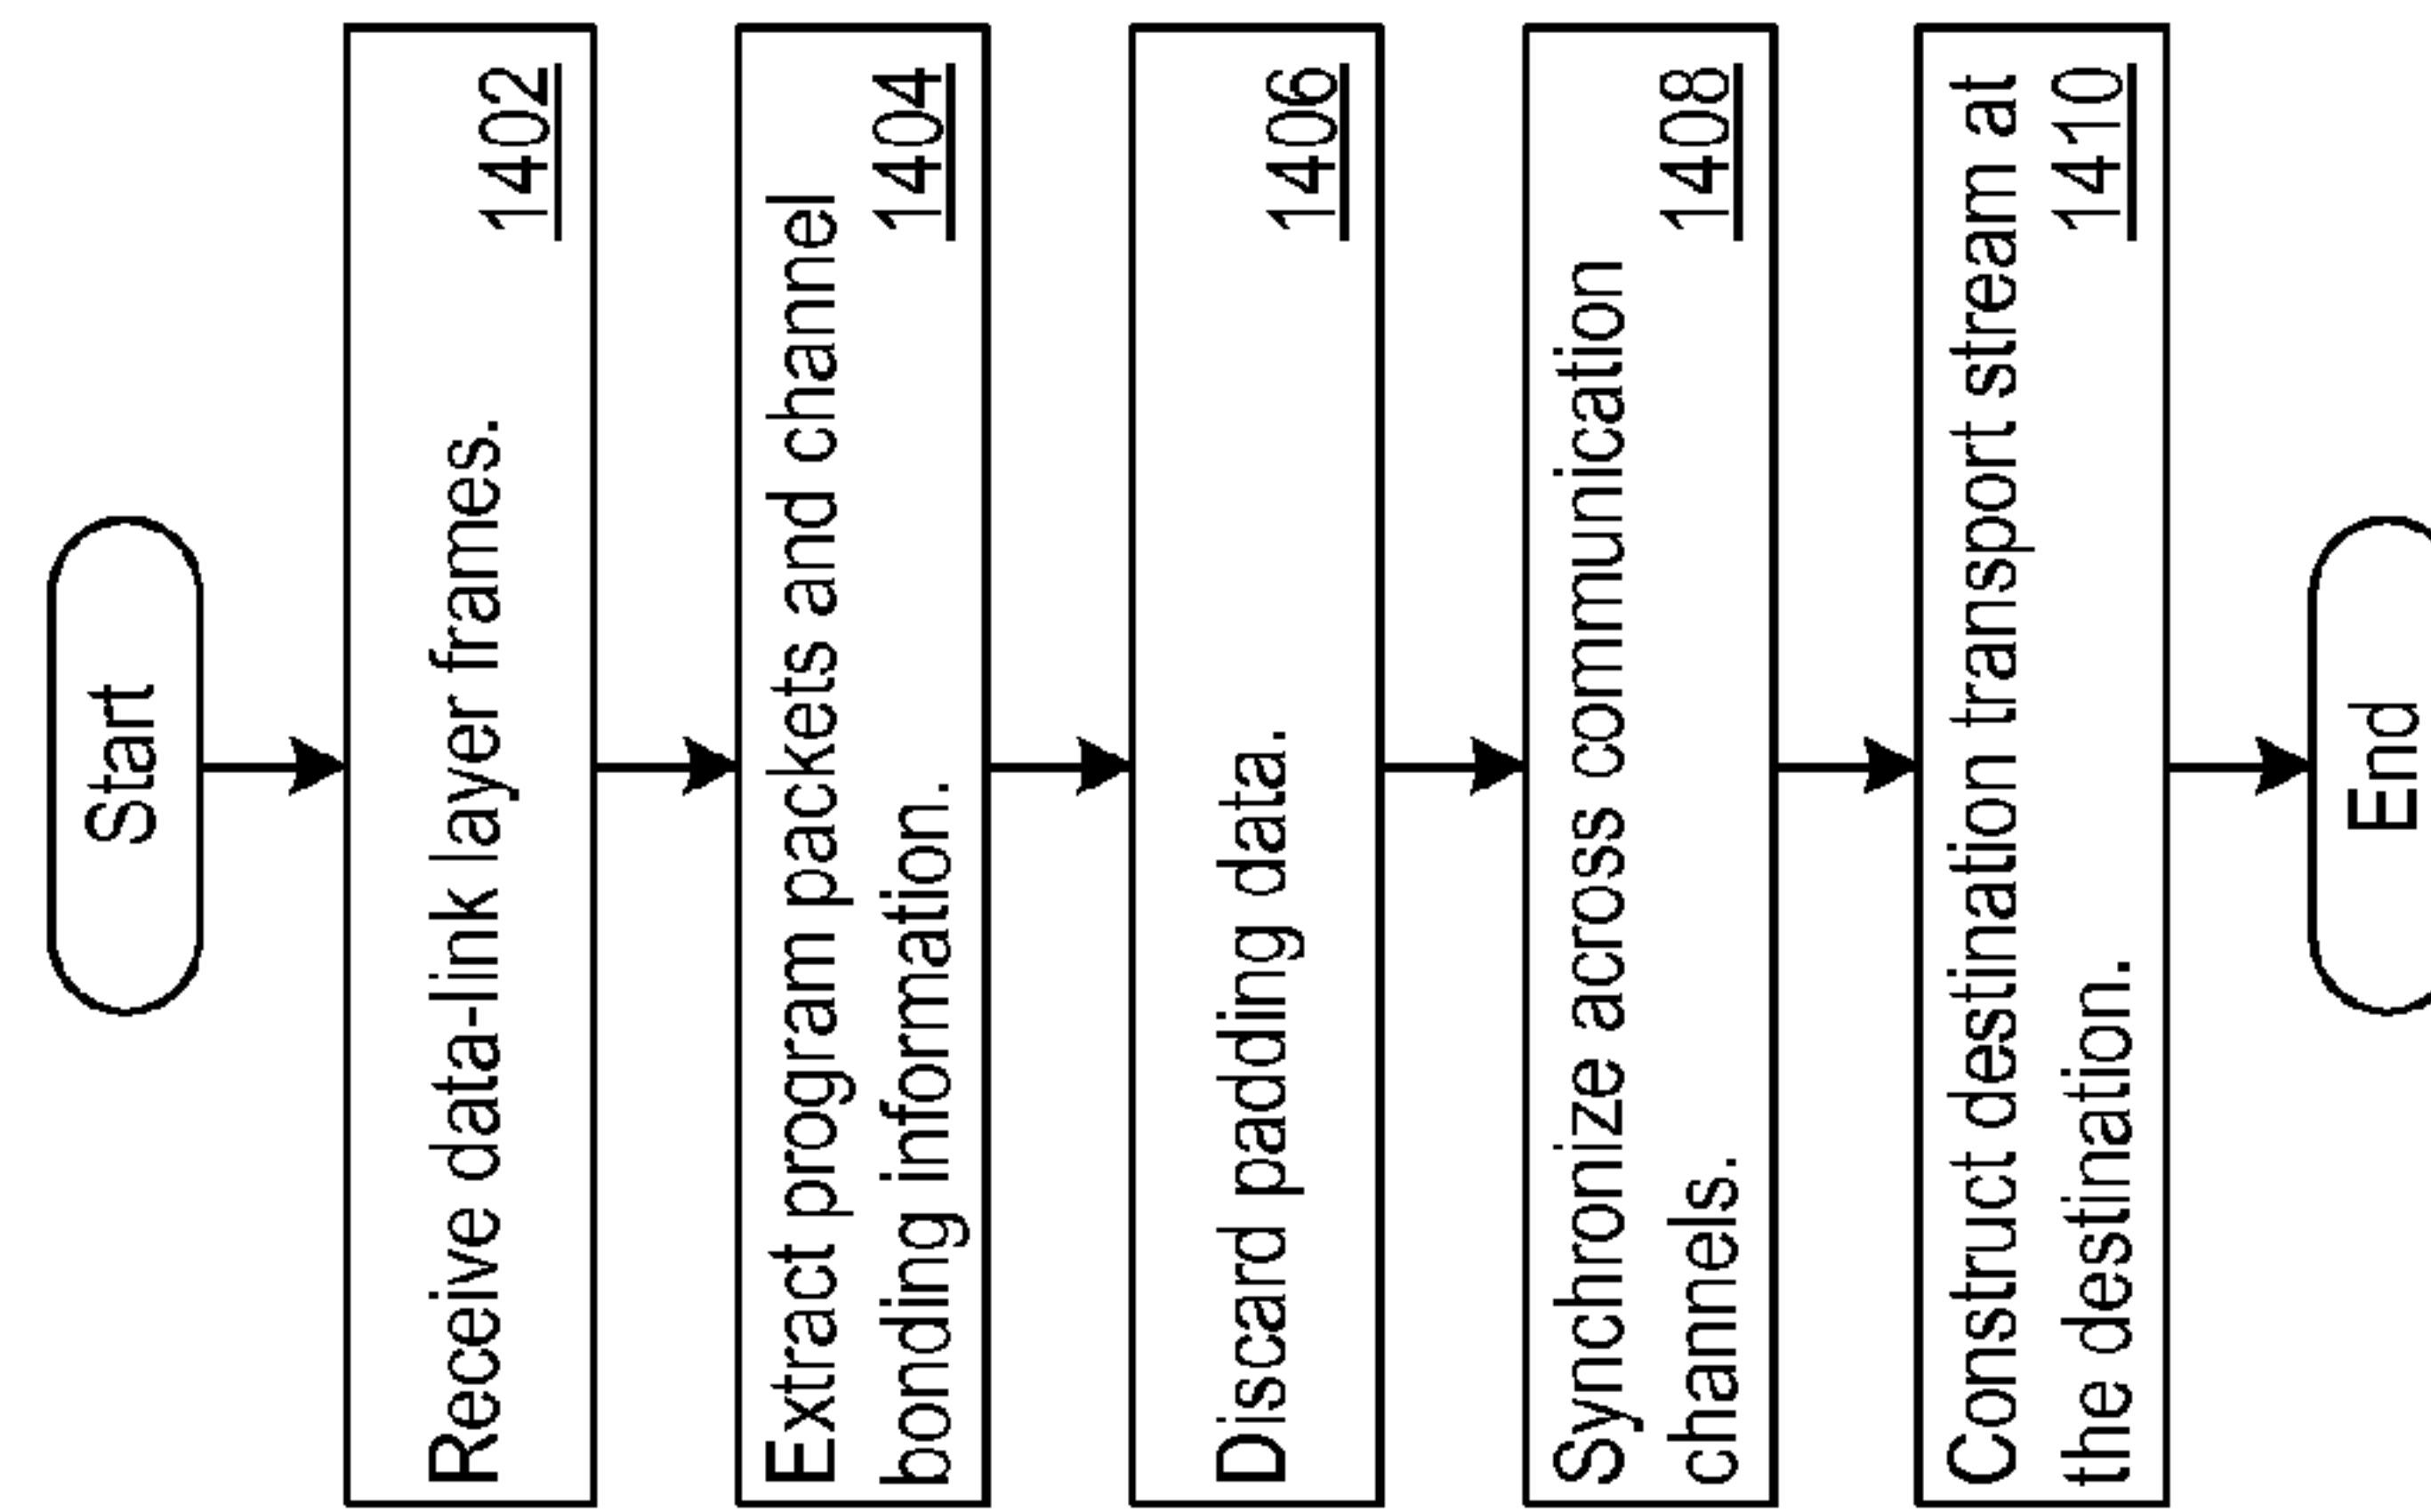 Start
Receive data-link layer frames.
1402
Extract program packets and channel
bonding information.
1404
Discard padding data.
1406
Synchronize across communication
channels.
1408
Construct destination transport stream at
the destination.
1410
End